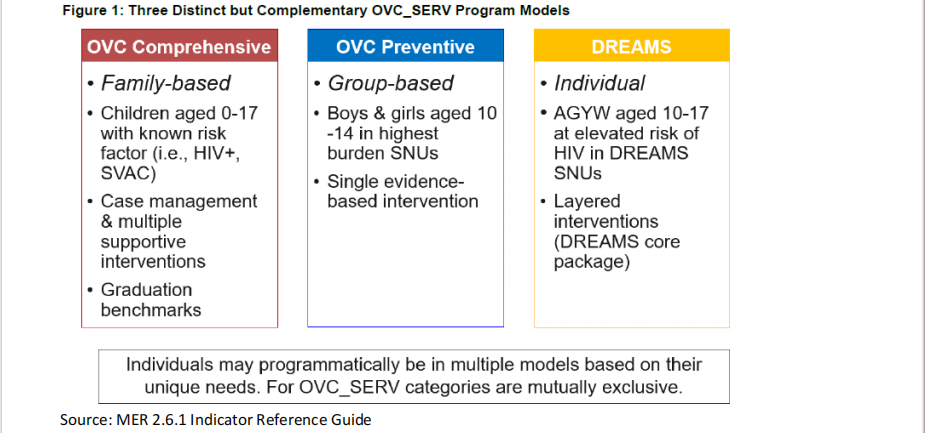 Figure 1: Three Distinct but Complementary OVC_SERV Program Models
OVC Comprehensive
• Family-based
• Children aged 0-17
with known risk
factor (i.e., HIV+,
SVAC)
• Case management
& multiple
supportive
interventions
• Graduation
benchmarks
OVC Preventive
• Group-based
• Boys & girls aged 10
-14 in highest
burden SNUs
• Single evidence-
based intervention
DREAMS
• Individual
• AGYW aged 10-17
at elevated risk of
HIV in DREAMS
SNUs
• Layered
interventions
(DREAMS core
package)
Individuals may programmatically be in multiple models based on their
unique needs. For OVC_SERV categories are mutually exclusive.
Source: MER 2.6.1 Indicator Reference Guide